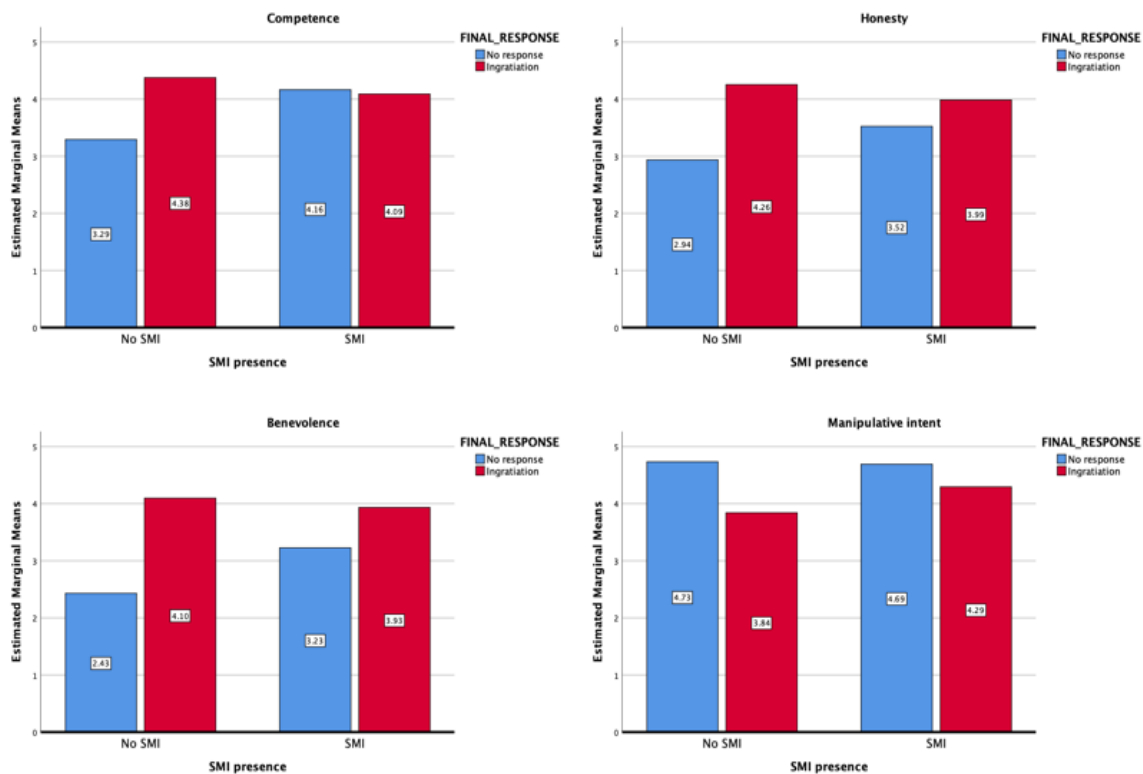 Competence
FINAL_RESPONSE
No response
Ingratiation
Estimated Marginal Means
5
4
3
2
1
0
3.29
4.38
4.16
4.09
No SMI
SMI
SMI presence
Honesty
FINAL_RESPONSE
No response
Ingratiation
Estimated Marginal Means
5
4
3
2
1
0
2.94
4.26
3.52
3.99
No SMI
SMI
SMI presence
Benevolence
FINAL_RESPONSE
No response
Ingratiation
Estimated Marginal Means
5
4
3
2
1
0
2.43
4.10
3.23
3.93
No SMI
SMI
SMI presence
Manipulative intent
FINAL_RESPONSE
No response
Ingratiation
Estimated Marginal Means
5
4
3
2
1
0
4.73
3.84
4.69
4.29
No SMI
SMI
SMI presence